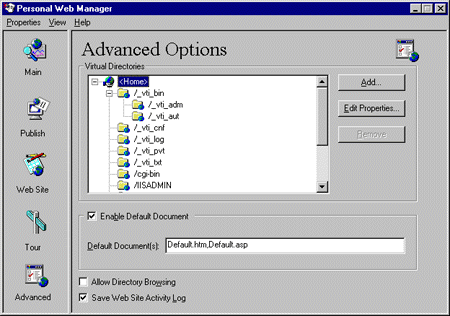 Personal Web Manager
Properties View Help
Main
Publish
Web Site
Tour
Advanced
Advanced Options
Virtual Directories
<Home>
/_vti_bin
/_vti_adm
/_vti_aut
/_vti_cnf
/_vti_log
/_vti_pvt
/_vti_txt
/cgi-bin
/IISADMIN
Add...
Edit Properties...
Remove
Enable Default Document
Default Document(s): Default.htm,Default.asp
Allow Directory Browsing
Save Web Site Activity Log